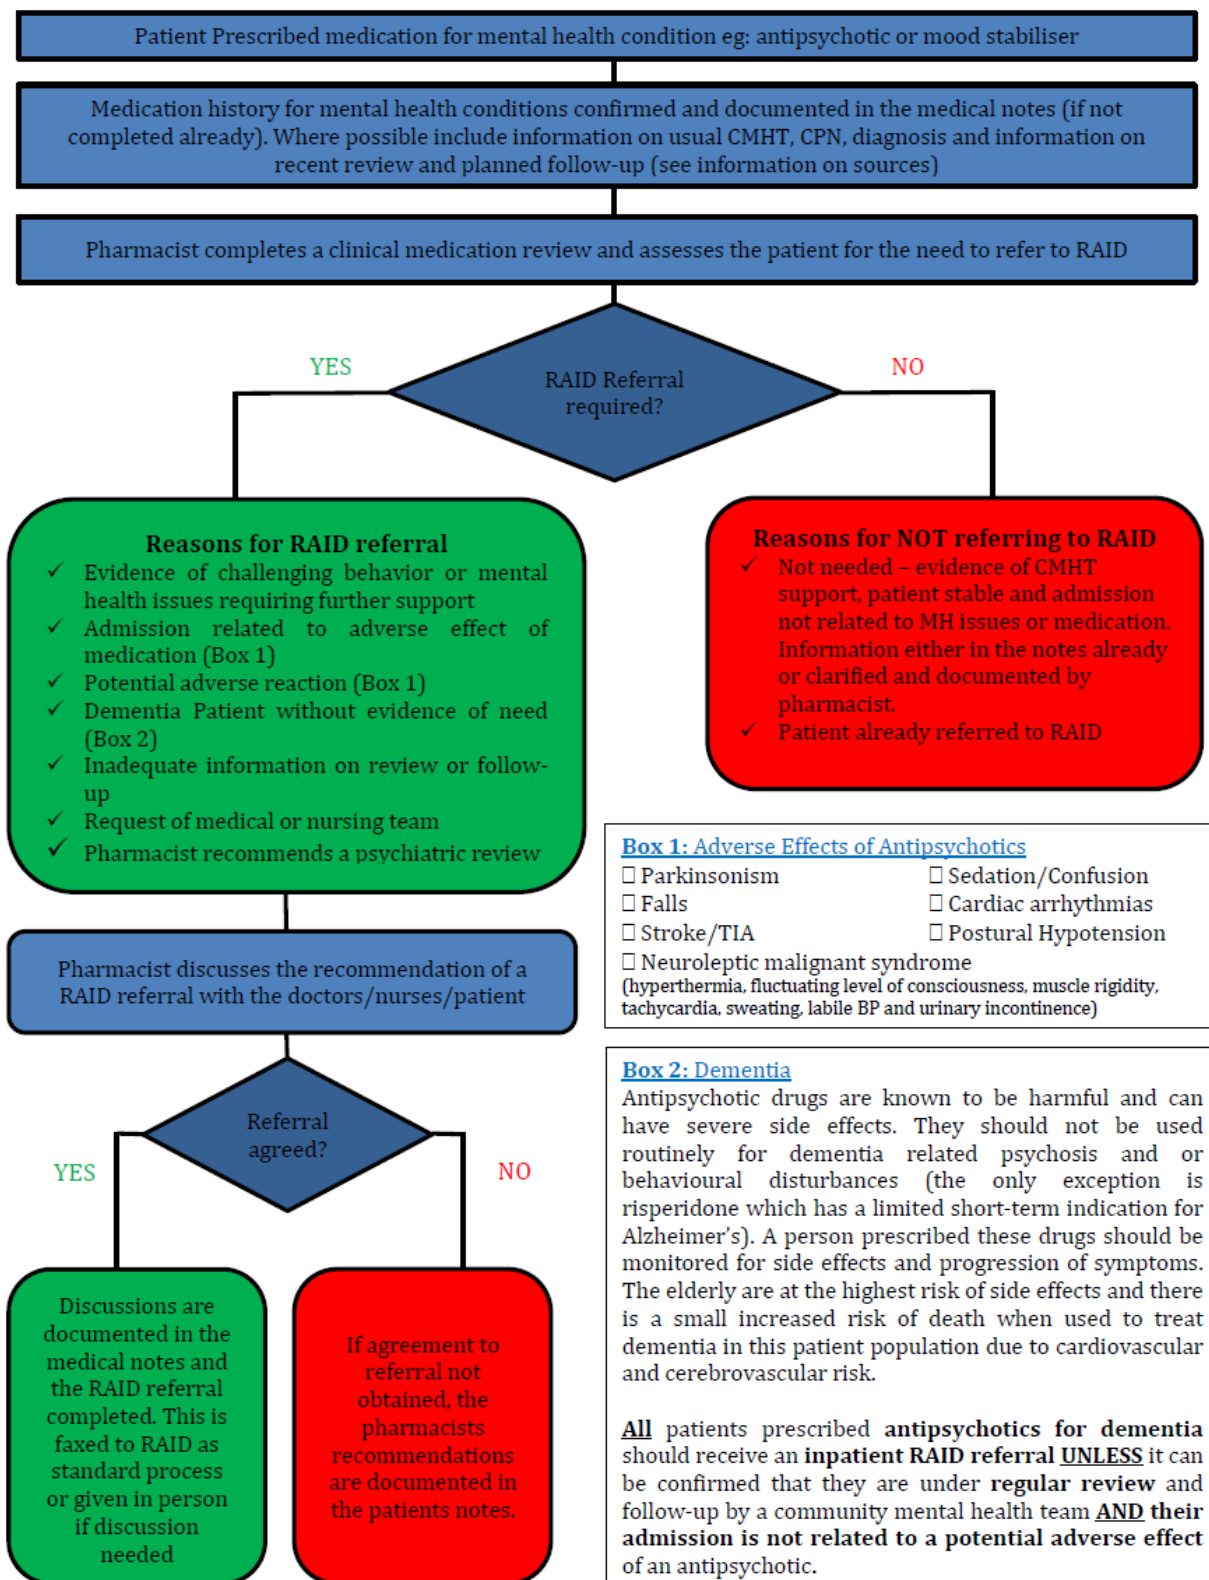 Patient Prescribed medication for mental health condition eg: antipsychotic or mood stabiliser
Medication history for mental health conditions confirmed and documented in the medical notes (if not
completed already). Where possible include information on usual CMHT, CPN, diagnosis and information on
recent review and planned follow-up (see information on sources)
Pharmacist completes a clinical medication review and assesses the patient for the need to refer to RAID
YES
RAID Referral
required?
NO
Reasons for RAID referral
✓ Evidence of challenging behavior or mental
health issues requiring further support
✓ Admission related to adverse effect of
medication (Box 1)
✓ Potential adverse reaction (Box 1)
✓ Dementia Patient without evidence of need
(Box 2)
✓ Inadequate information on review or follow-
up
✓ Request of medical or nursing team
✓ Pharmacist recommends a psychiatric review
Reasons for NOT referring to RAID
✓ Not needed – evidence of CMHT
support, patient stable and admission
not related to MH issues or medication.
Information either in the notes already
or clarified and documented by
pharmacist.
✓ Patient already referred to RAID
Box 1: Adverse Effects of Antipsychotics
□ Parkinsonism □ Sedation/Confusion
□ Falls □ Cardiac arrhythmias
□ Stroke/TIA □ Postural Hypotension
□ Neuroleptic malignant syndrome
(hyperthermia, fluctuating level of consciousness, muscle rigidity,
tachycardia, sweating, labile BP and urinary incontinence)
Pharmacist discusses the recommendation of a
RAID referral with the doctors/nurses/patient
Referral
agreed?
YES
NO
Discussions are
documented in the
medical notes and
the RAID referral
completed. This is
faxed to RAID as
standard process
or given in person
if discussion
needed
If agreement to
referral not
obtained, the
pharmacists
recommendations
are documented in
the patients notes.
Box 2: Dementia
Antipsychotic drugs are known to be harmful and can
have severe side effects. They should not be used
routinely for dementia related psychosis and or
behavioural disturbances (the only exception is
risperidone which has a limited short-term indication for
Alzheimer's). A person prescribed these drugs should be
monitored for side effects and progression of symptoms.
The elderly are at the highest risk of side effects and there
is a small increased risk of death when used to treat
dementia in this patient population due to cardiovascular
and cerebrovascular risk.
All patients prescribed antipsychotics for dementia
should receive an inpatient RAID referral UNLESS it can
be confirmed that they are under regular review and
follow-up by a community mental health team AND their
admission is not related to a potential adverse effect
of an antipsychotic.